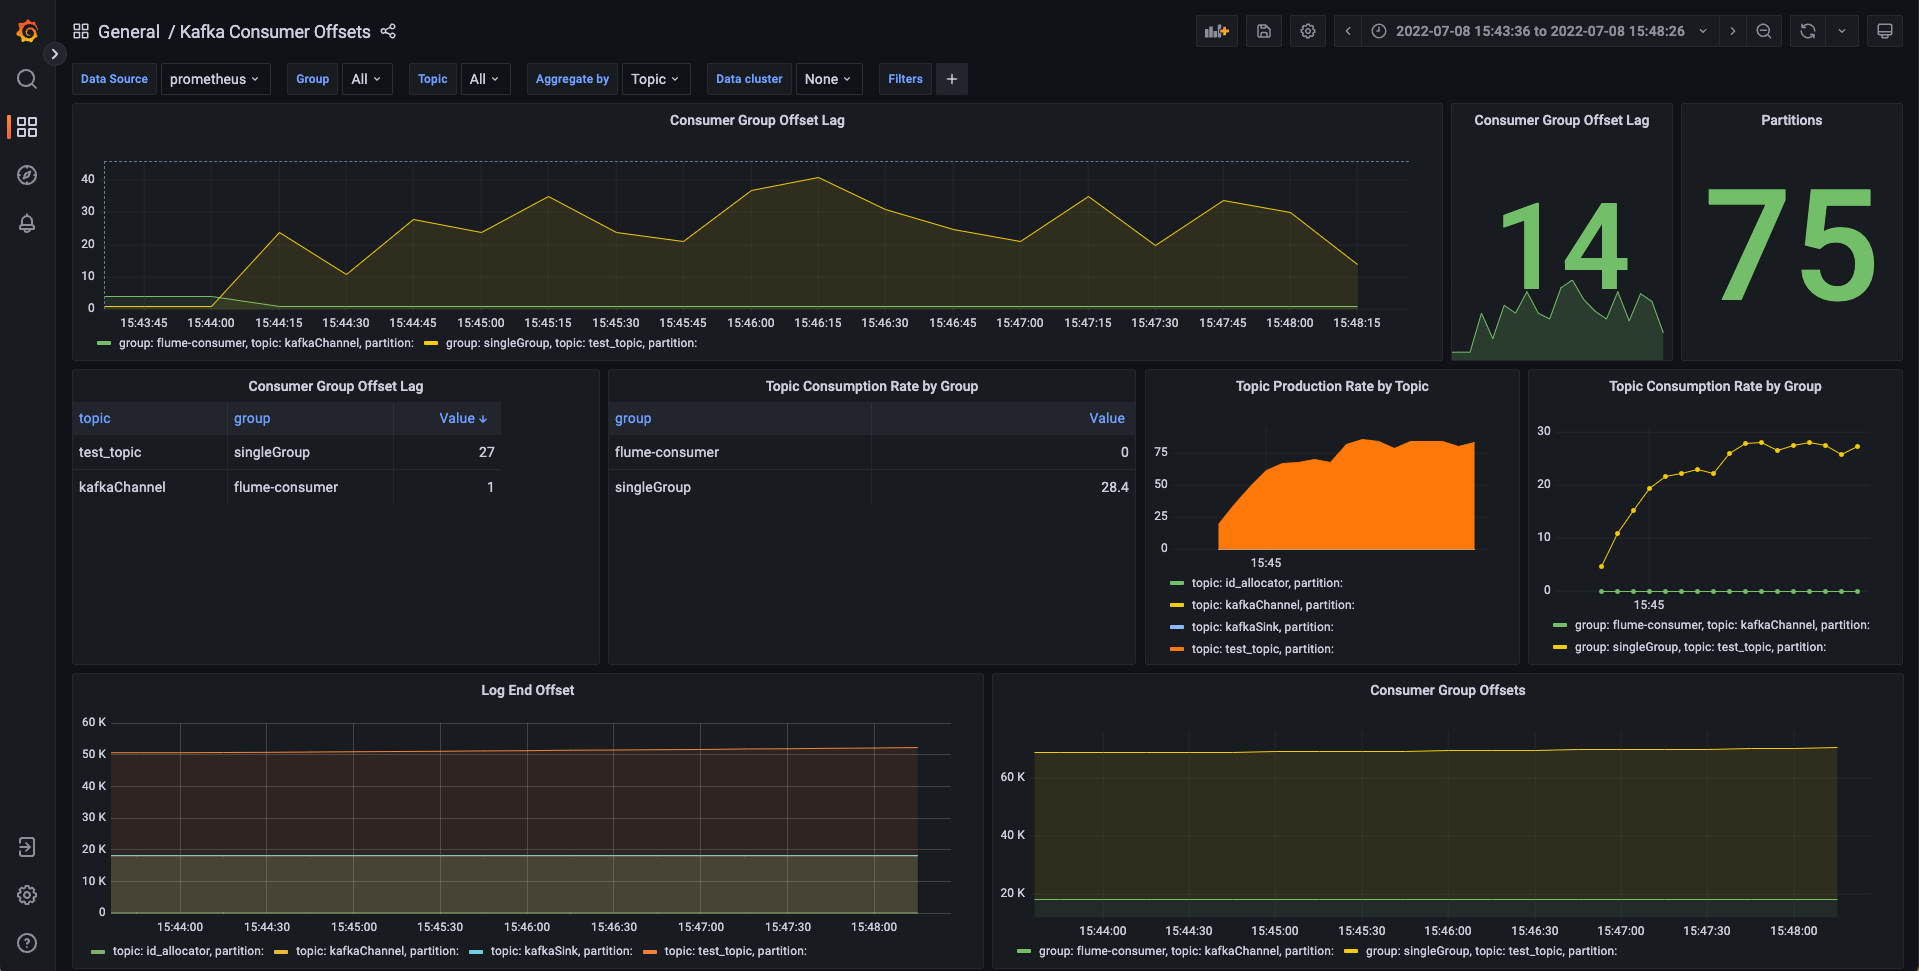 General / Kafka Consumer Offsets
2022-07-08 15:43:36 to 2022-07-08 15:48:26
Data Source prometheus Group All Topic All Aggregate by Topic Data cluster None Filters
Consumer Group Offset Lag
40
30
20
10
0
15:43:45 15:44:00 15:44:15 15:44:30 15:44:45 15:45:00 15:45:15 15:45:30 15:45:45 15:46:00 15:46:15 15:46:30 15:46:45 15:47:00 15:47:15 15:47:30 15:47:45 15:48:00 15:48:15
group: flume-consumer, topic: kafkaChannel, partition: group: singleGroup, topic: test_topic, partition:
Consumer Group Offset Lag
14
Partitions
75
Consumer Group Offset Lag
topic group Value
test_topic singleGroup 27
kafkaChannel flume-consumer 1
Topic Consumption Rate by Group
group Value
flume-consumer 0
singleGroup 28.4
Topic Production Rate by Topic
75
50
25
0
15:45
topic: id_allocator, partition:
topic: kafkaChannel, partition:
topic: kafkaSink, partition:
topic: test_topic, partition:
Topic Consumption Rate by Group
30
20
10
0
15:45
group: flume-consumer, topic: kafkaChannel, partition:
group: singleGroup, topic: test_topic, partition:
Log End Offset
60 K
50 K
40 K
30 K
20 K
10 K
0
15:44:00 15:44:30 15:45:00 15:45:30 15:46:00 15:46:30 15:47:00 15:47:30 15:48:00
topic: id_allocator, partition: topic: kafkaChannel, partition: topic: kafkaSink, partition: topic: test_topic, partition:
Consumer Group Offsets
60 K
40 K
20 K
15:44:00 15:44:30 15:45:00 15:45:30 15:46:00 15:46:30 15:47:00 15:47:30 15:48:00
group: flume-consumer, topic: kafkaChannel, partition: group: singleGroup, topic: test_topic, partition: